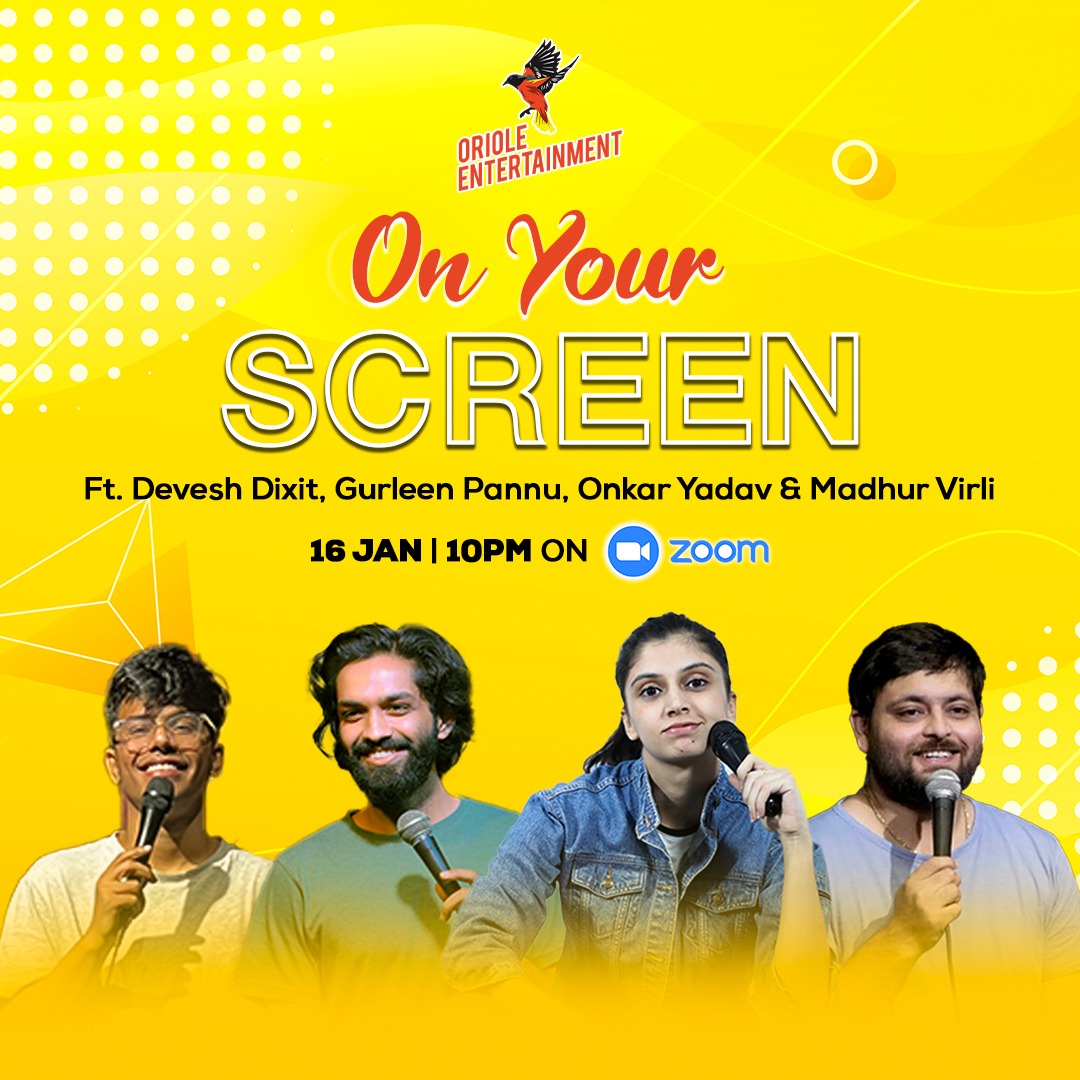 ORIOLE
ENTERTAINMENT
On Your
SCREEN
Ft. Devesh Dixit, Gurleen Pannu, Onkar Yadav & Madhur Virli
16 JAN | 10PM ON zoom